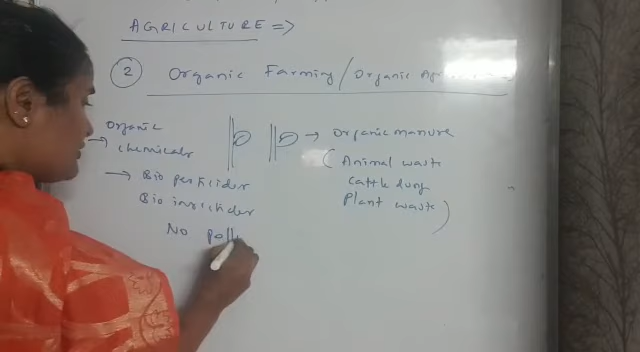 AGRICULTURE =>
② Organic Farming / Organic
Organic
→ chemicals
→ Bio pesticides
Bio insecticides
No poll
→ Organic manure
( Animal waste
cattle dung
Plant waste )